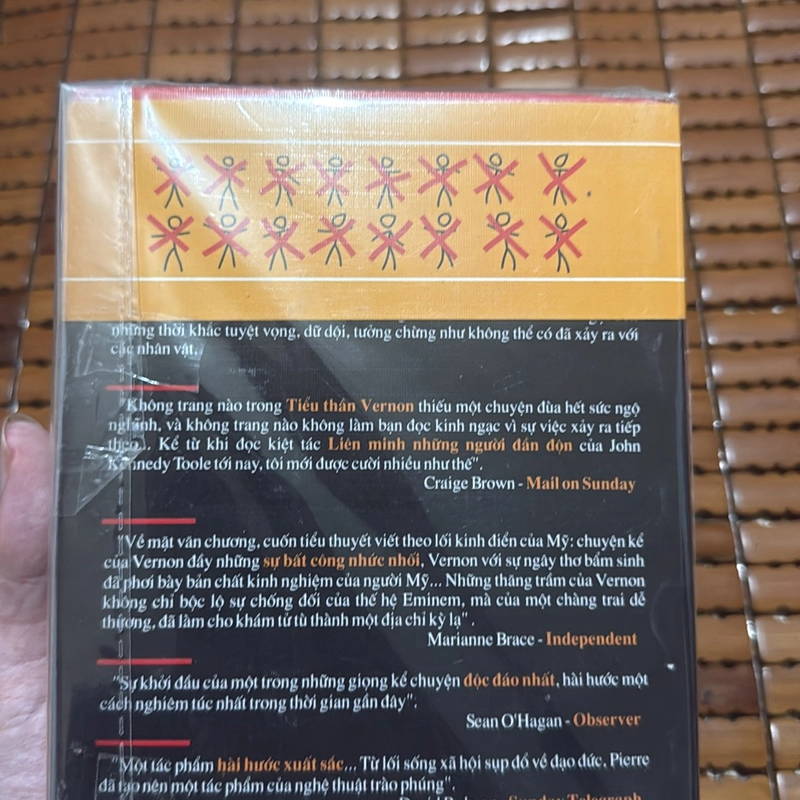 những thời khắc tuyệt vọng, dữ dội, tưởng chừng như không thể có đã xảy ra với
các nhân vật.
"Không trang nào trong Tiểu thần Vernon thiếu một chuyện đùa hết sức ngộ
nghĩnh, và không trang nào không làm bạn đọc kinh ngạc vì sự việc xảy ra tiếp
theo... Kể từ khi đọc kiệt tác Liên minh những người đần độn của John
Kennedy Toole tới nay, tôi mới được cười nhiều như thế".
Craige Brown - Mail on Sunday
"Về mặt văn chương, cuốn tiểu thuyết viết theo lối kinh điển của Mỹ: chuyện kể
của Vernon đầy những sự bất công nhức nhối, Vernon với sự ngây thơ bẩm sinh
đã phơi bày bản chất kinh nghiệm của người Mỹ... Những thăng trầm của Vernon
không chỉ bộc lộ sự chống đối của thế hệ Eminem, mà của một chàng trai dễ
thương, đã làm cho khám tử tù thành một địa chỉ kỳ lạ".
Marianne Brace - Independent
"Sự khởi đầu của một trong những giọng kể chuyện độc đáo nhất, hài hước một
cách nghiêm túc nhất trong thời gian gần đây".
Sean O'Hagan - Observer
"Một tác phẩm hài hước xuất sắc... Từ lối sống xã hội sụp đổ về đạo đức, Pierre
đã tạo nên một tác phẩm của nghệ thuật trào phúng".
Sunday Telegraph